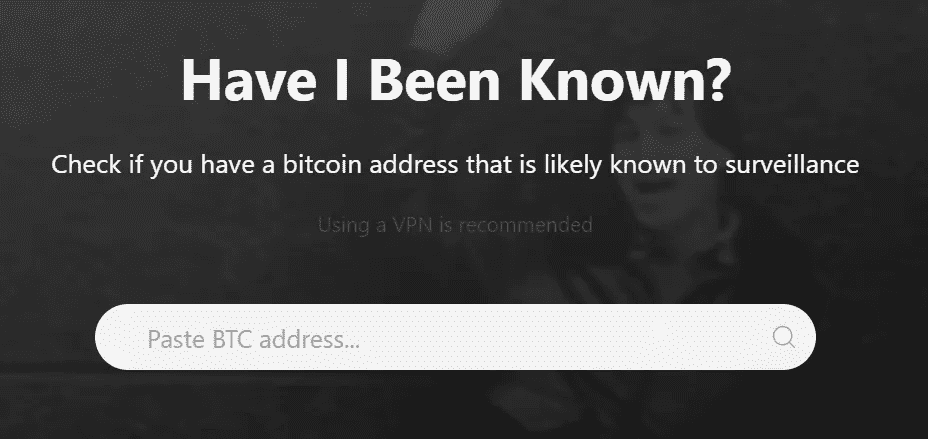 Have I Been Known?
Check if you have a bitcoin address that is likely known to surveillance
Using a VPN is recommended
Paste BTC address...